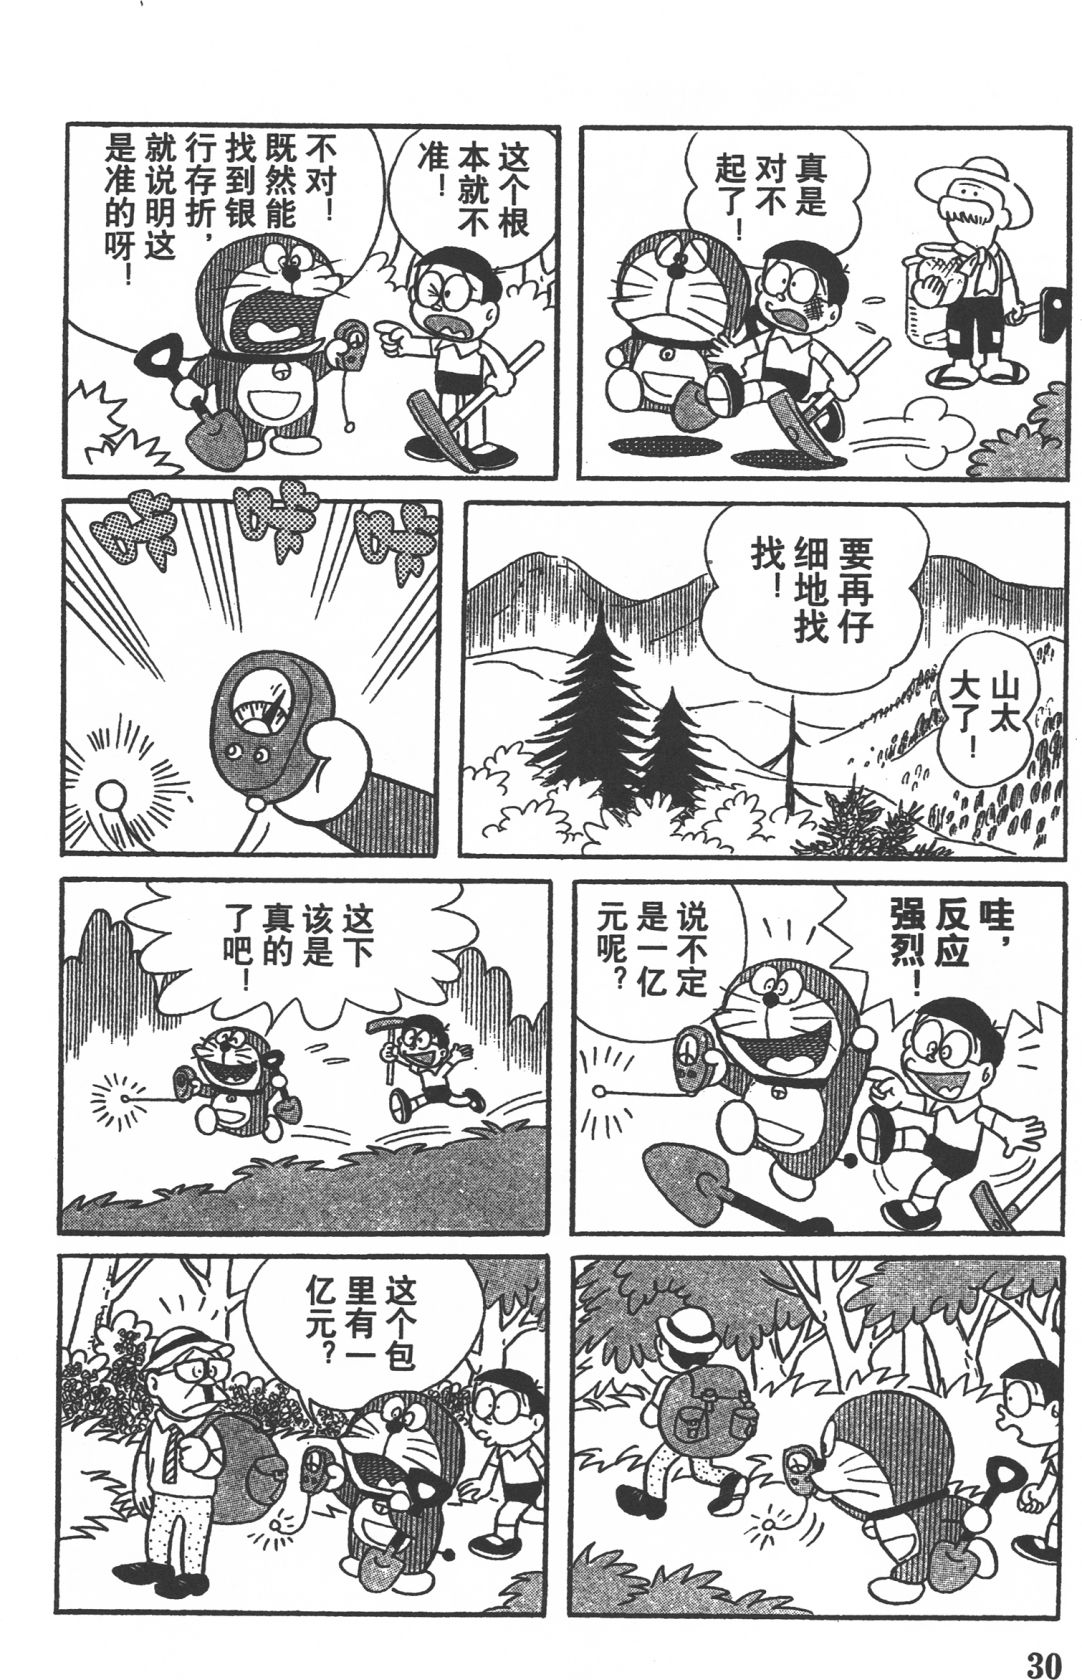 真是
对不
起了！
这个根
本就不
准！
不对！
既然能
找到银
行存折，
就说明这
是准的呀！
山太
大了！
要再仔
细地找
找！
哇，
反应
强烈！
说不定
是一亿
元呢？
这下
该是
真的
了吧！
这个包
里有一
亿元？
30